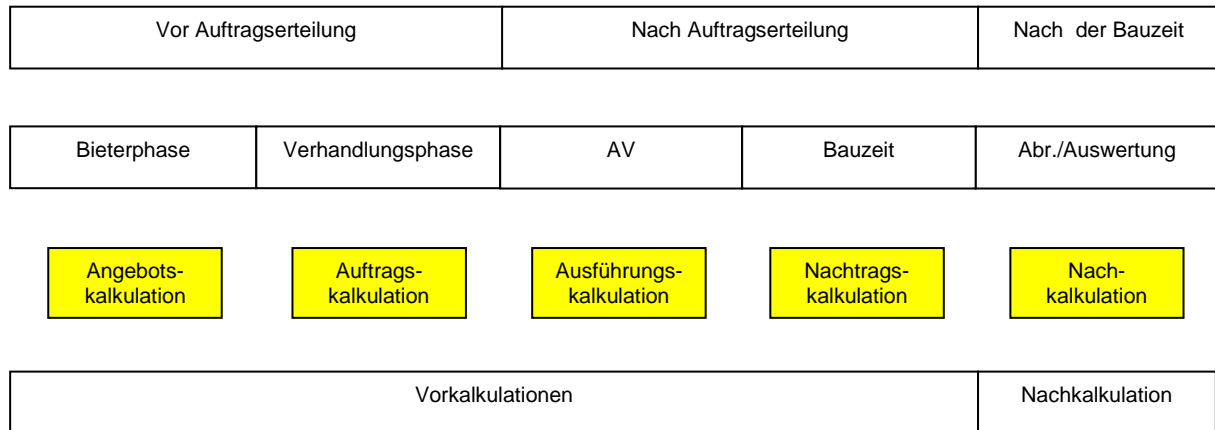 Vor Auftragserteilung
Nach Auftragserteilung
Nach der Bauzeit
Bieterphase
Verhandlungsphase
AV
Bauzeit
Abr./Auswertung
Angebots-
kalkulation
Auftrags-
kalkulation
Ausführungs-
kalkulation
Nachtrags-
kalkulation
Nach-
kalkulation
Vorkalkulationen
Nachkalkulation